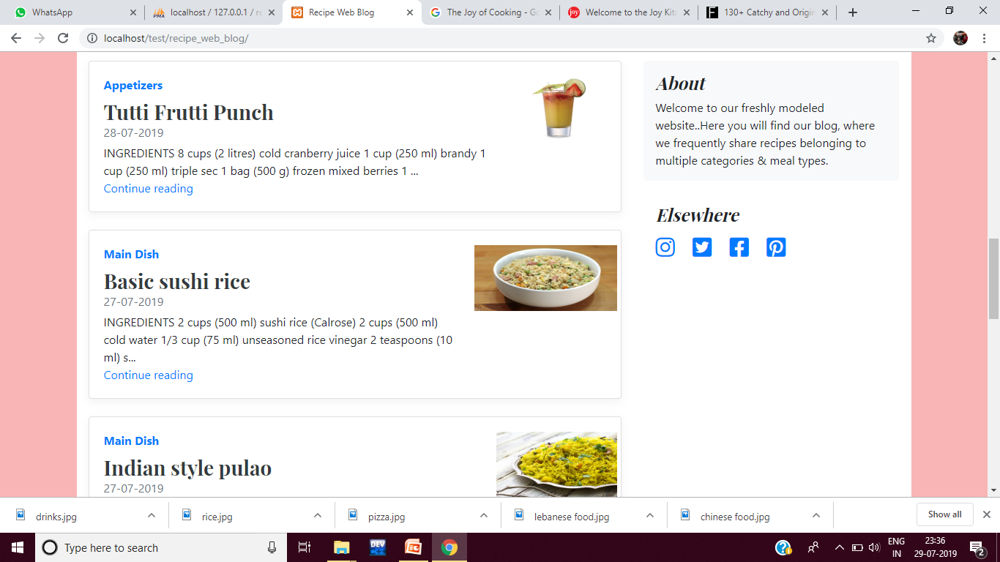 WhatsApp
localhost / 127.0.0.1 / re
Recipe Web Blog
The Joy of Cooking - Go
Welcome to the Joy Kit
130+ Catchy and Origin
localhost/test/recipe_web_blog/
Appetizers
Tutti Frutti Punch
28-07-2019
INGREDIENTS 8 cups (2 litres) cold cranberry juice 1 cup (250 ml) brandy 1
cup (250 ml) triple sec 1 bag (500 g) frozen mixed berries 1 ...
Continue reading
Main Dish
Basic sushi rice
27-07-2019
INGREDIENTS 2 cups (500 ml) sushi rice (Calrose) 2 cups (500 ml)
cold water 1/3 cup (75 ml) unseasoned rice vinegar 2 teaspoons (10
ml) s...
Continue reading
Main Dish
Indian style pulao
27-07-2019
About
Welcome to our freshly modeled
website..Here you will find our blog, where
we frequently share recipes belonging to
multiple categories & meal types.
Elsewhere
drinks.jpg
rice.jpg
pizza.jpg
lebanese food.jpg
chinese food.jpg
Show all
Type here to search
DEV
ENG
IN
23:36
29-07-2019
2